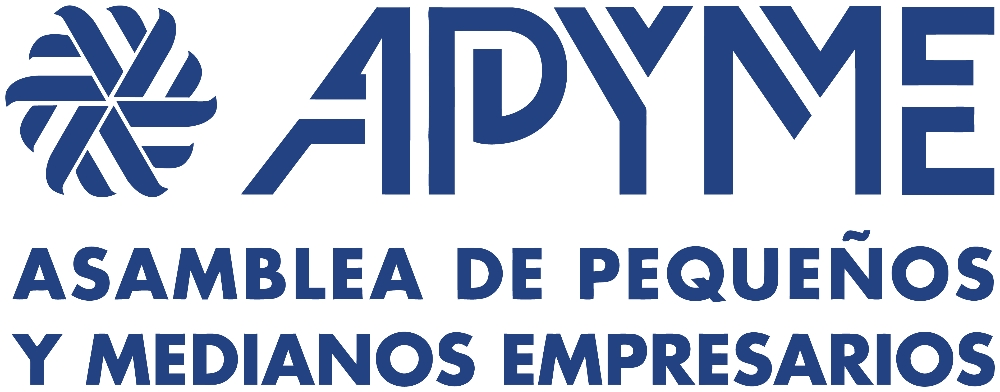 APYME
ASAMBLEA DE PEQUEÑOS
Y MEDIANOS EMPRESARIOS